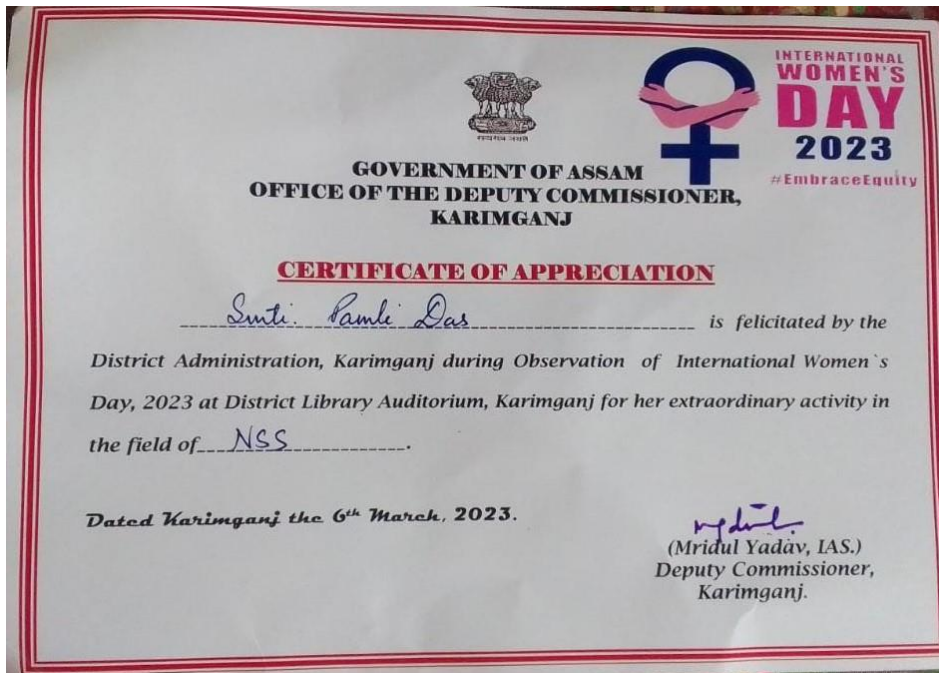 INTERNATIONAL
WOMEN'S
DAY
2023
#EmbraceEquity
सत्यमेव जयते
GOVERNMENT OF ASSAM
OFFICE OF THE DEPUTY COMMISSIONER,
KARIMGANJ
CERTIFICATE OF APPRECIATION
Smti. Pamli Das is felicitated by the
District Administration, Karimganj during Observation of International Women`s
Day, 2023 at District Library Auditorium, Karimganj for her extraordinary activity in
the field of NSS.
Dated Karimganj the 6th March, 2023.
(Mridul Yadav, IAS.)
Deputy Commissioner,
Karimganj.